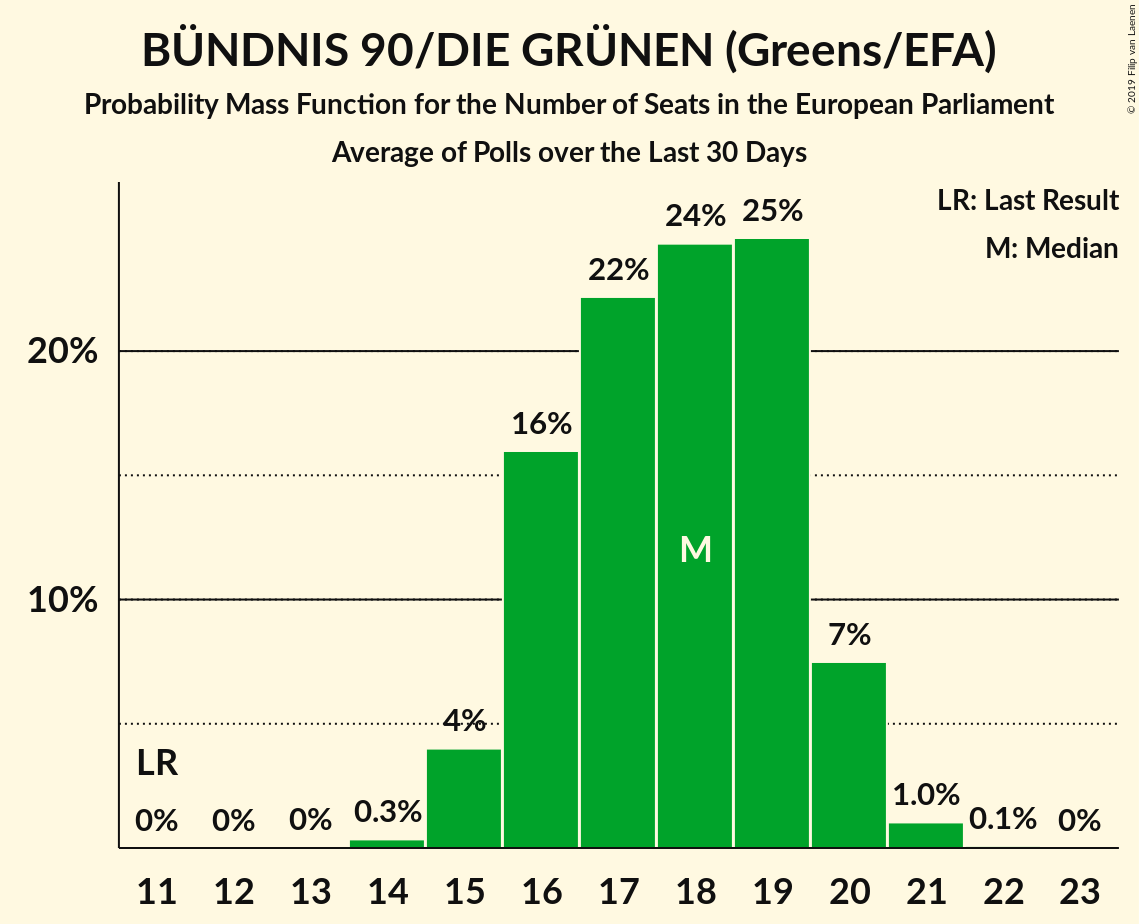 BÜNDNIS 90/DIE GRÜNEN (Greens/EFA)
Probability Mass Function for the Number of Seats in the European Parliament
Average of Polls over the Last 30 Days
© 2019 Filip van Laenen
LR: Last Result
M: Median
20%
10%
0% 0% 0% 0.3% 4% 16% 22% 24% 25% 7% 1.0% 0.1% 0%
LR
M
11 12 13 14 15 16 17 18 19 20 21 22 23